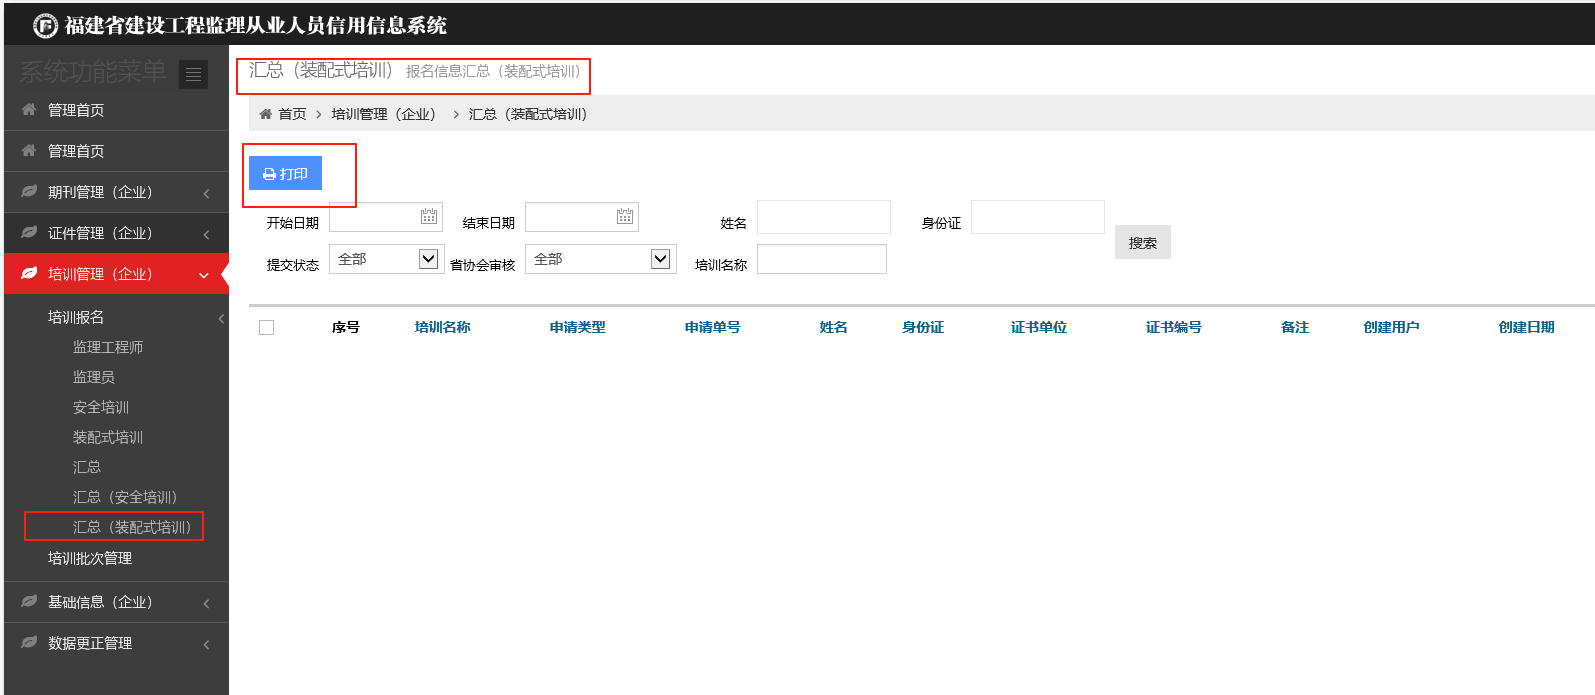 福建省建设工程监理从业人员信用信息系统
系统功能菜单
管理首页
管理首页
期刊管理（企业）
证件管理（企业）
培训管理（企业）
培训报名
监理工程师
监理员
安全培训
装配式培训
汇总
汇总（安全培训）
汇总（装配式培训）
培训批次管理
基础信息（企业）
数据更正管理
汇总（装配式培训） 报名信息汇总（装配式培训）
首页 > 培训管理（企业） > 汇总（装配式培训）
打印
开始日期 结束日期 姓名 身份证
搜索
提交状态 全部 省协会审核 全部 培训名称
序号 培训名称 申请类型 申请单号 姓名 身份证 证书单位 证书编号 备注 创建用户 创建日期